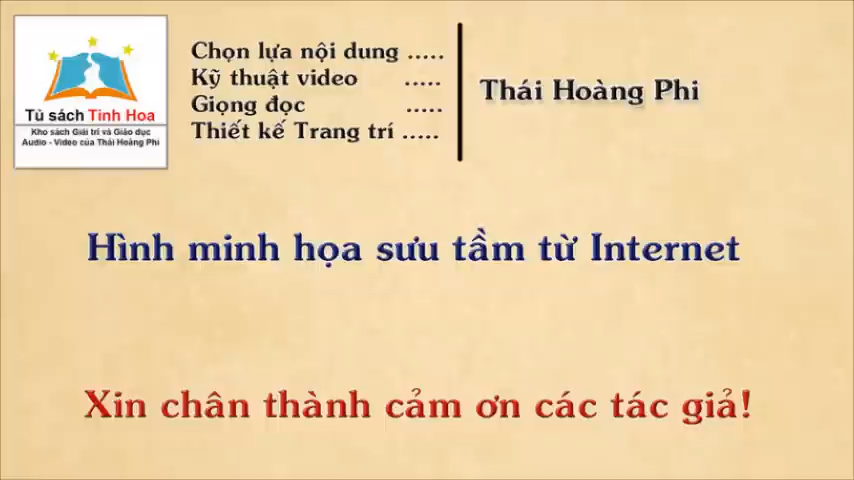 Tủ sách Tinh Hoa
Kho sách Giải trí và Giáo dục
Audio - Video của Thái Hoàng Phi
Chọn lựa nội dung .....
Kỹ thuật video .....
Giọng đọc .....
Thiết kế Trang trí .....
Thái Hoàng Phi
Hình minh họa sưu tầm từ Internet
Xin chân thành cảm ơn các tác giả!